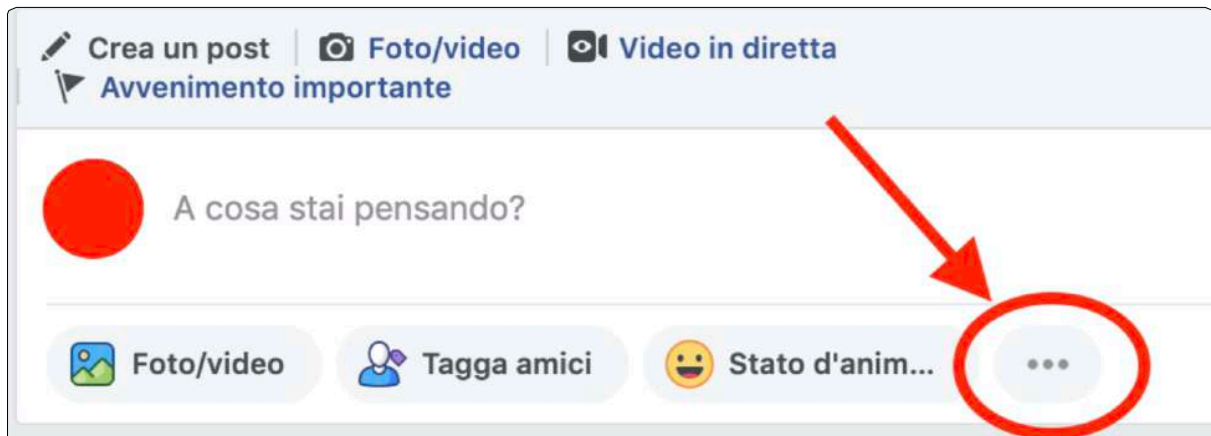 Crea un post Foto/video Video in diretta
Avvenimento importante
A cosa stai pensando?
Foto/video Tagga amici Stato d'anim... •••